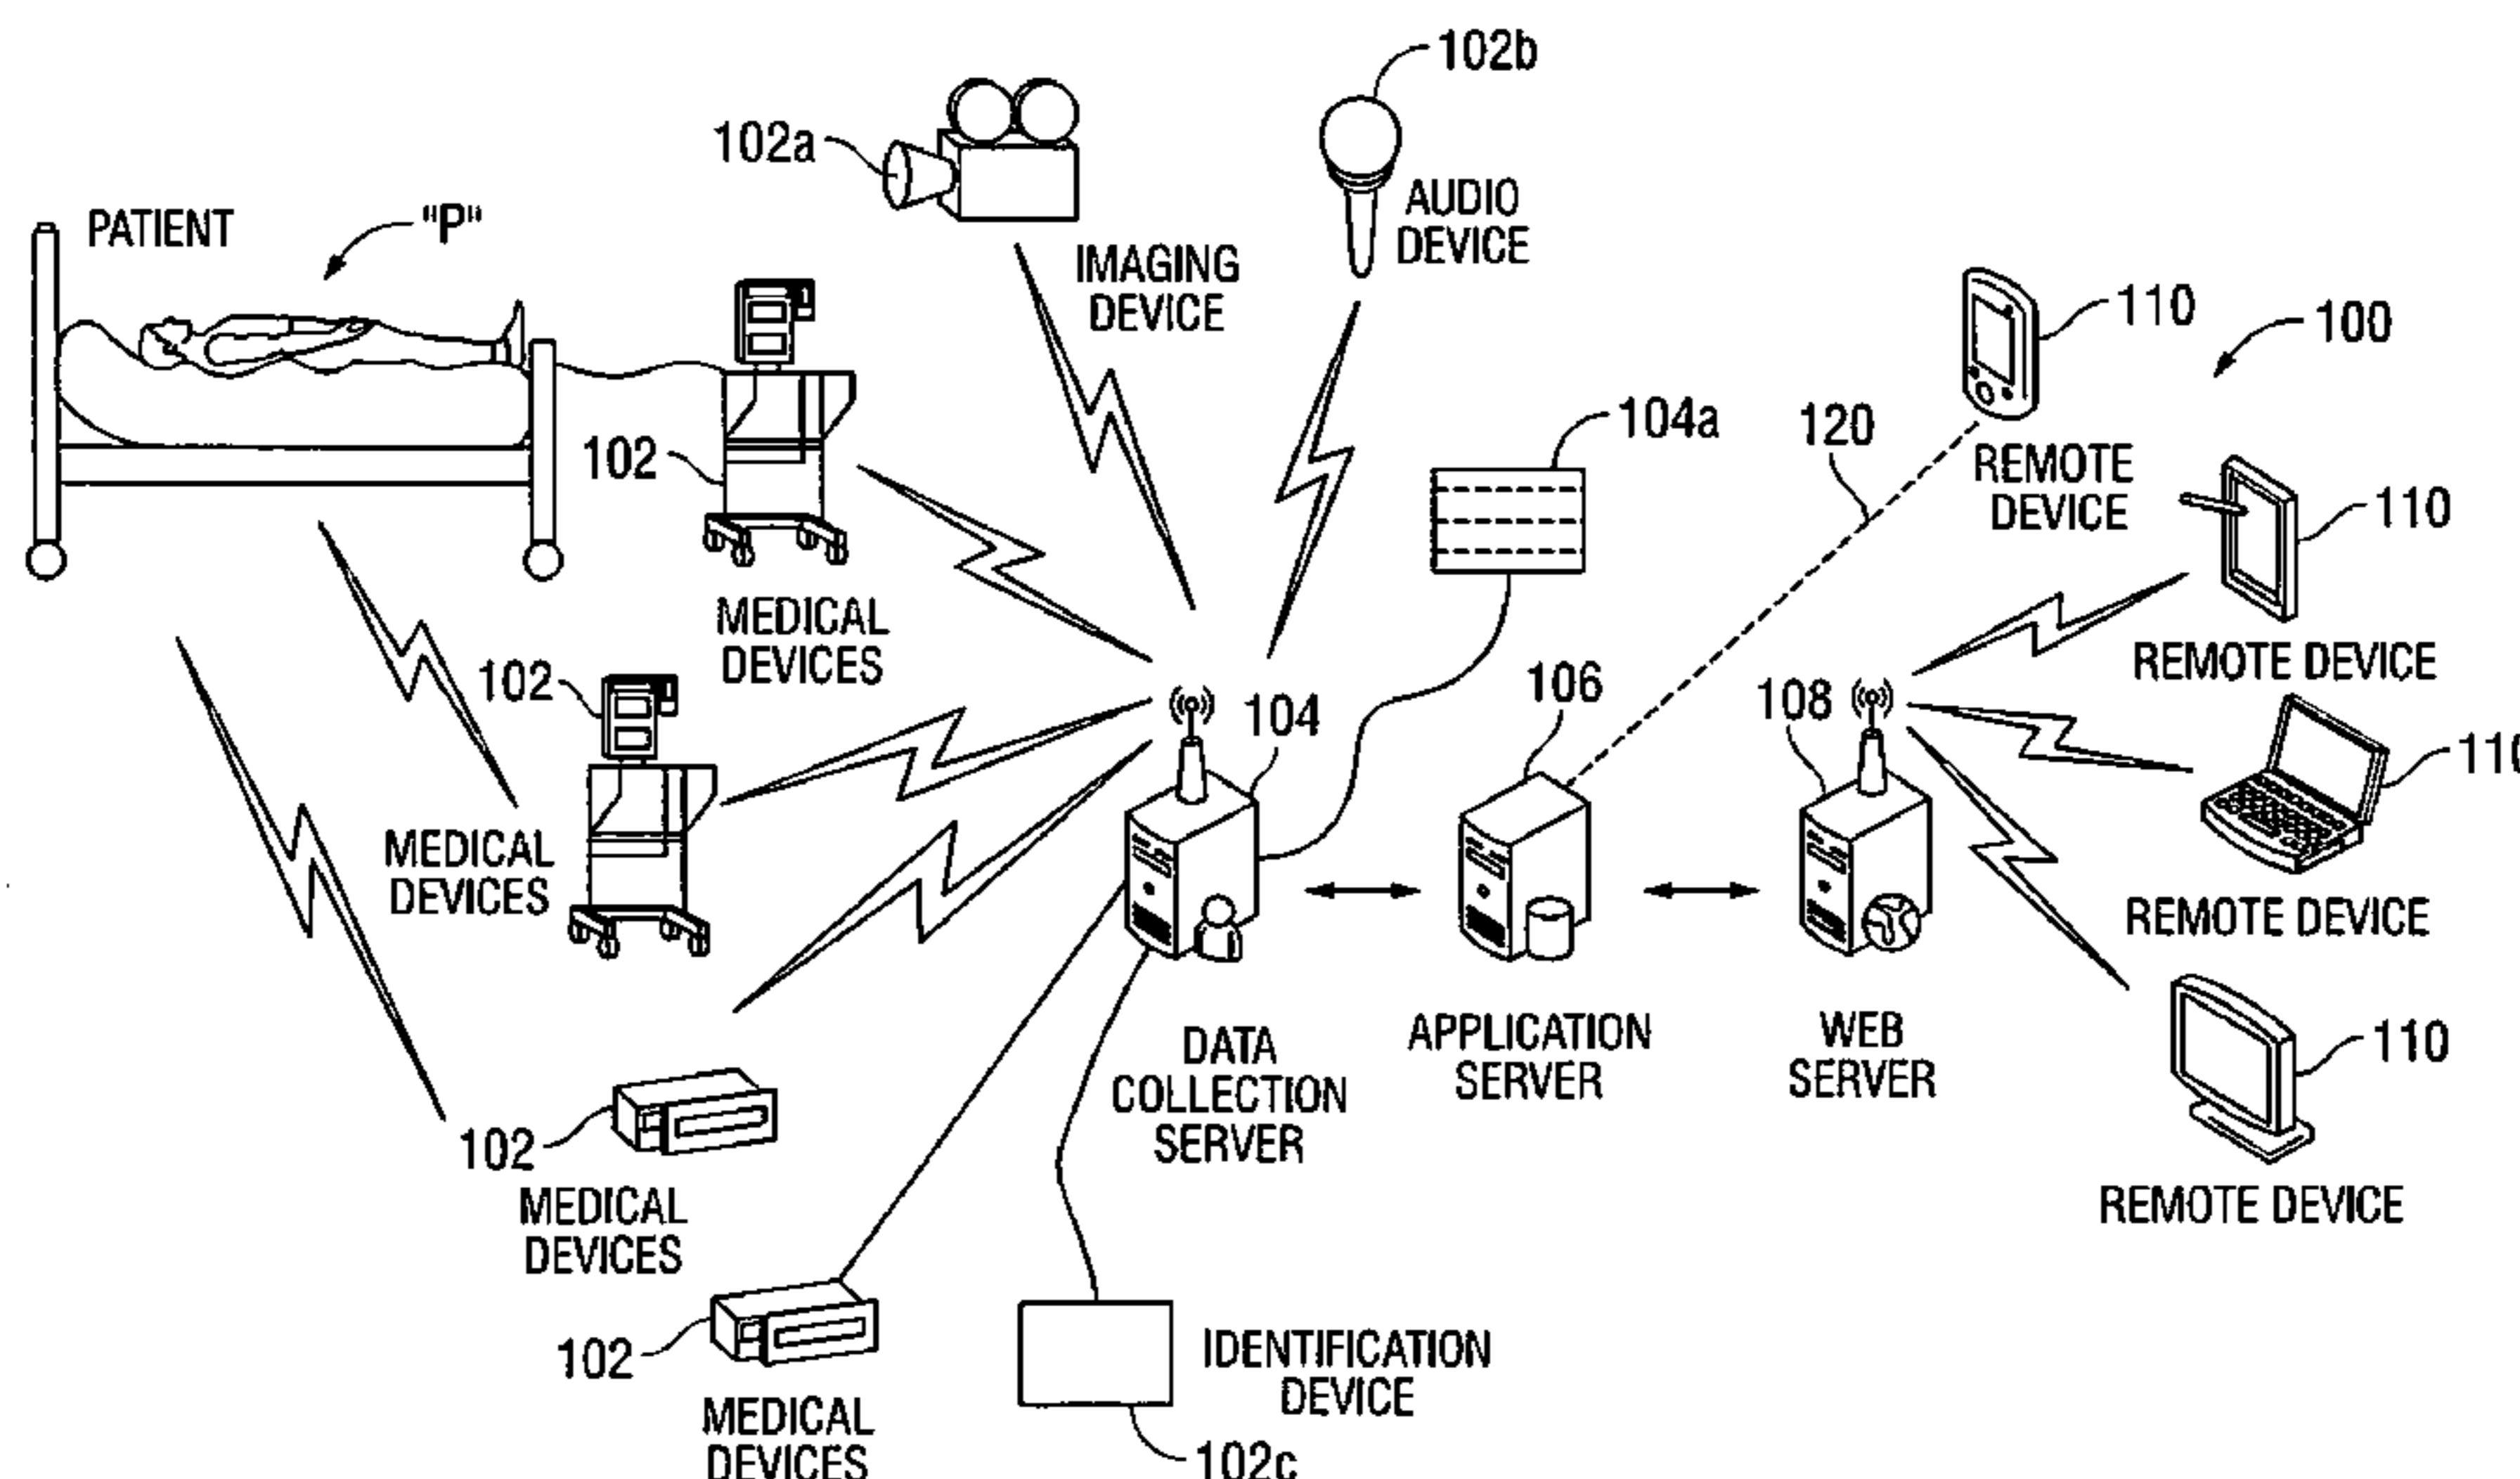 102b
102a
PATIENT
"P"
AUDIO
DEVICE
IMAGING
DEVICE
110
100
104a
120
102
REMOTE
DEVICE
110
MEDICAL
DEVICES
102
104
106
108
REMOTE DEVICE
110
MEDICAL
DEVICES
REMOTE DEVICE
DATA
COLLECTION
SERVER
APPLICATION
SERVER
WEB
SERVER
110
102
MEDICAL
DEVICES
REMOTE DEVICE
102
IDENTIFICATION
DEVICE
MEDICAL
DEVICES
102c